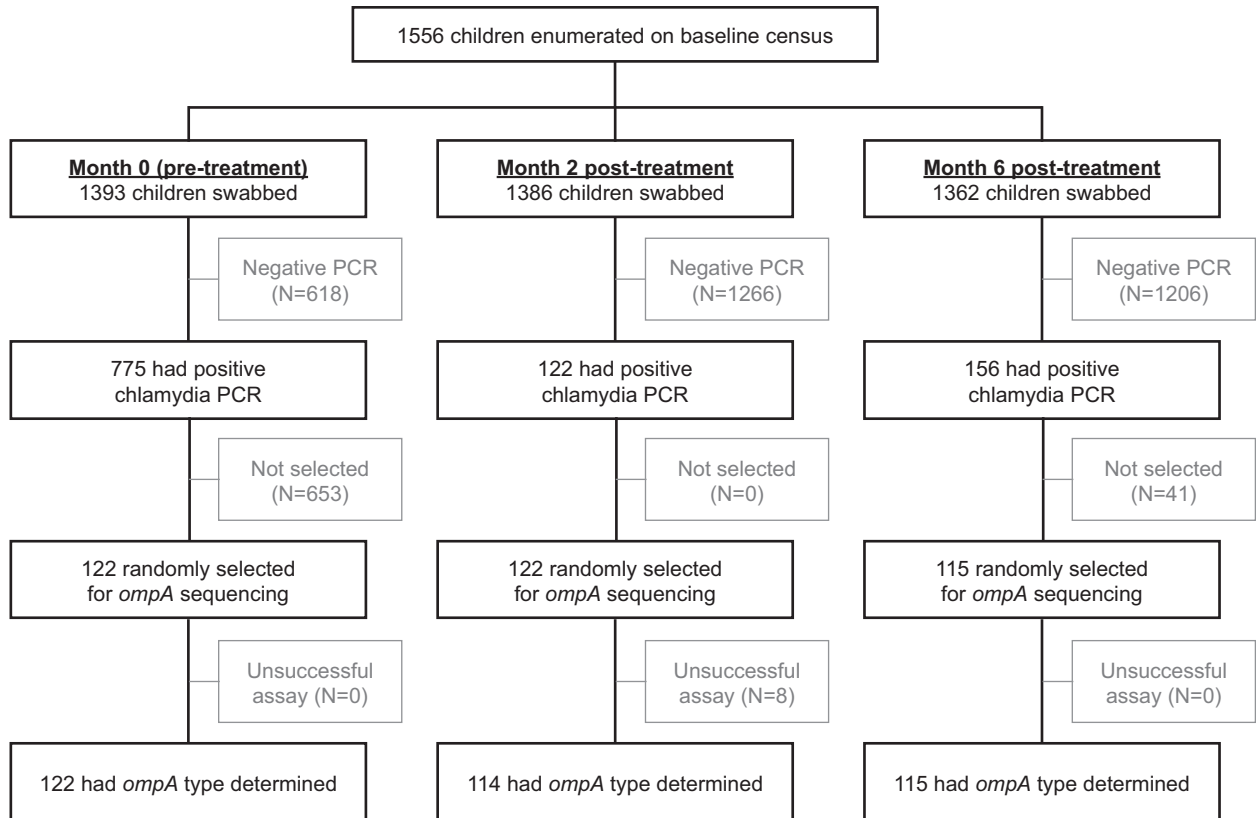 1556 children enumerated on baseline census
Month 0 (pre-treatment)
1393 children swabbed
Negative PCR
(N=618)
775 had positive
chlamydia PCR
Not selected
(N=653)
122 randomly selected
for ompA sequencing
Unsuccessful
assay (N=0)
122 had ompA type determined
Month 2 post-treatment
1386 children swabbed
Negative PCR
(N=1266)
122 had positive
chlamydia PCR
Not selected
(N=0)
122 randomly selected
for ompA sequencing
Unsuccessful
assay (N=8)
114 had ompA type determined
Month 6 post-treatment
1362 children swabbed
Negative PCR
(N=1206)
156 had positive
chlamydia PCR
Not selected
(N=41)
115 randomly selected
for ompA sequencing
Unsuccessful
assay (N=0)
115 had ompA type determined